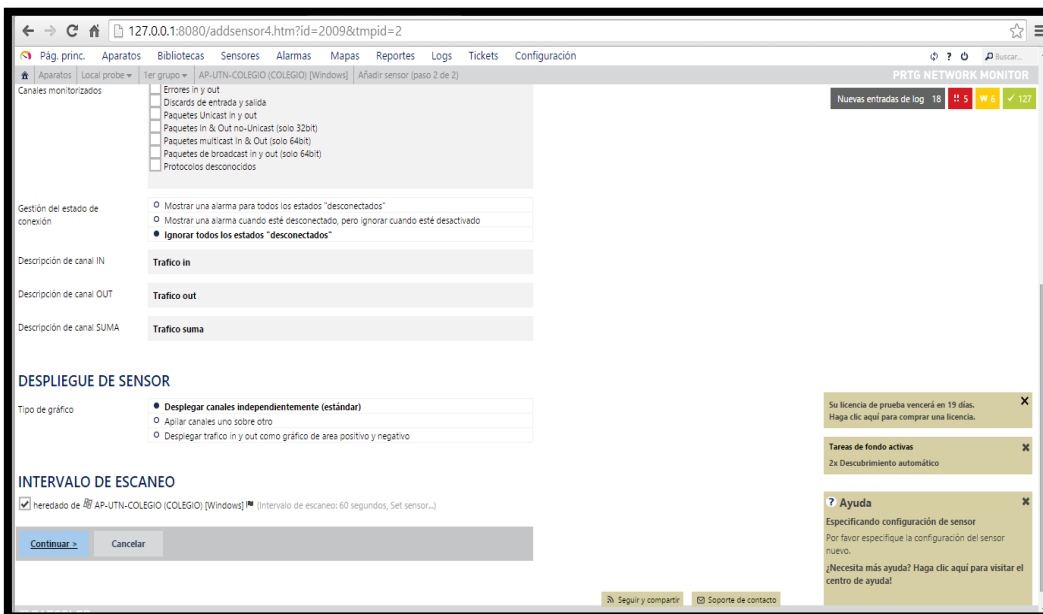 127.0.0.1:8080/addsensor4.htm?id=2009&tmpid=2
Pág. princ. Aparatos Bibliotecas Sensores Alarmas Mapas Reportes Logs Tickets Configuración ? Buscar...
Aparatos Local probe 1er grupo AP-UTN-COLEGIO (COLEGIO) [Windows] Añadir sensor (paso 2 de 2) PRTG NETWORK MONITOR
Nuevas entradas de log 18 !! 5 W 6 ✓ 127
Canales monitorizados
Errores in y out
Discards de entrada y salida
Paquetes Unicast in y out
Paquetes In & Out no-Unicast (solo 32bit)
Paquetes multicast In & Out (solo 64bit)
Paquetes de broadcast in y out (solo 64bit)
Protocolos desconocidos
Gestión del estado de
conexión
Mostrar una alarma para todos los estados "desconectados"
Mostrar una alarma cuando esté desconectado, pero ignorar cuando esté desactivado
Ignorar todos los estados "desconectados"
Descripción de canal IN Trafico in
Descripción de canal OUT Trafico out
Descripción de canal SUMA Trafico suma
DESPLIEGUE DE SENSOR
Tipo de gráfico
Desplegar canales independientemente (estándar)
Apilar canales uno sobre otro
Desplegar trafico in y out como gráfico de area positivo y negativo
INTERVALO DE ESCANEO
heredado de AP-UTN-COLEGIO (COLEGIO) [Windows] (Intervalo de escaneo: 60 segundos, Set sensor...)
Continuar > Cancelar
Su licencia de prueba vencerá en 19 días.
Haga clic aquí para comprar una licencia.
Tareas de fondo activas
2x Descubrimiento automático
? Ayuda
Especificando configuración de sensor
Por favor especifique la configuración del sensor
nuevo.
¿Necesita más ayuda? Haga clic aquí para visitar el
centro de ayuda!
Seguir y compartir Soporte de contacto